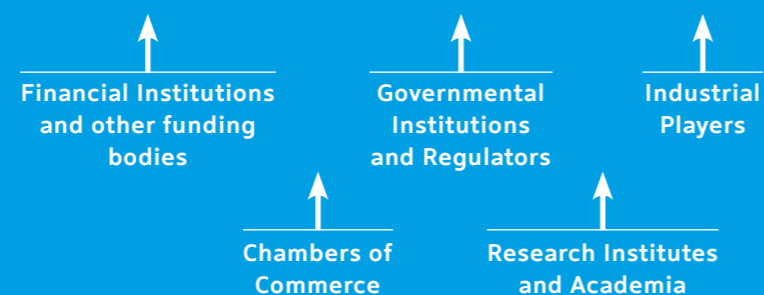 Financial Institutions
and other funding
bodies
Governmental
Institutions
and Regulators
Industrial
Players
Chambers of
Commerce
Research Institutes
and Academia